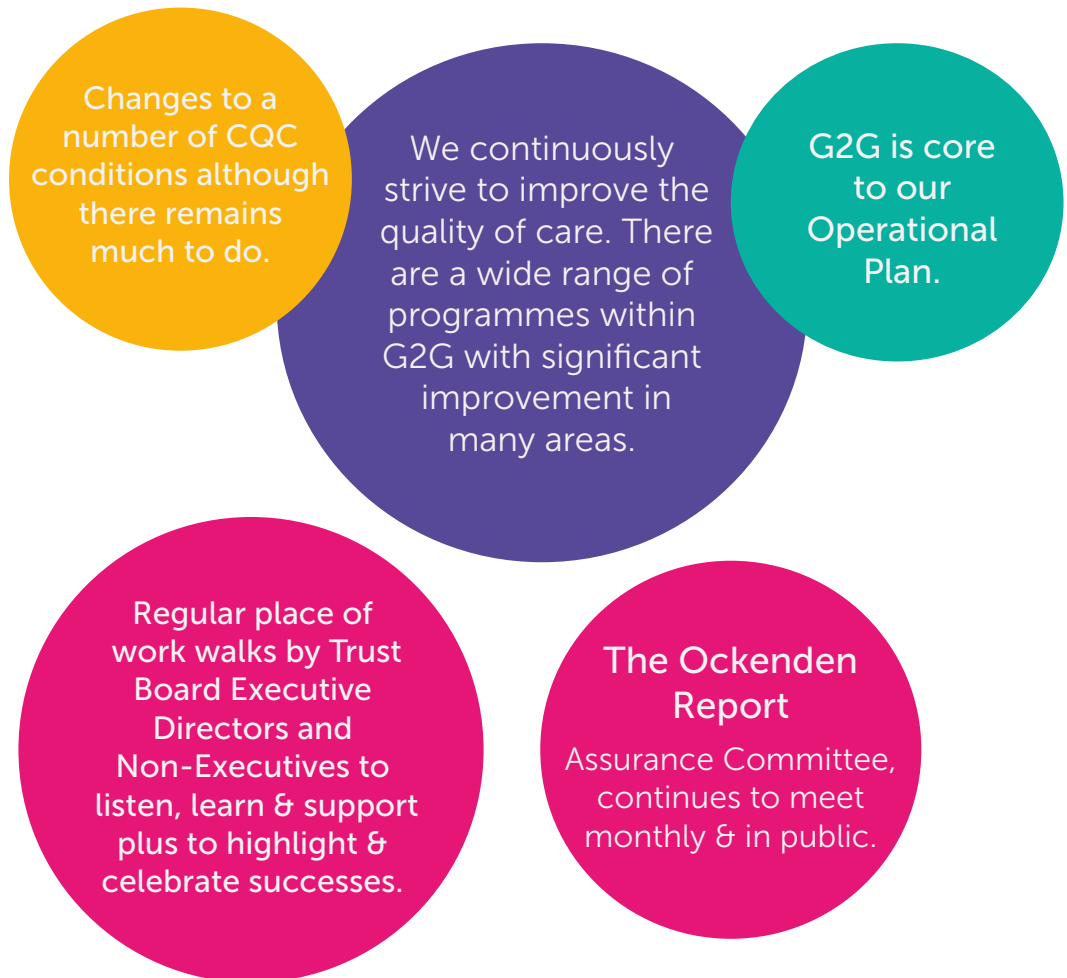 Changes to a
number of CQC
conditions although
there remains
much to do.
We continuously
strive to improve the
quality of care. There
are a wide range of
programmes within
G2G with significant
improvement in
many areas.
G2G is core
to our
Operational
Plan.
Regular place of
work walks by Trust
Board Executive
Directors and
Non-Executives to
listen, learn & support
plus to highlight &
celebrate successes.
The Ockenden
Report
Assurance Committee,
continues to meet
monthly & in public.